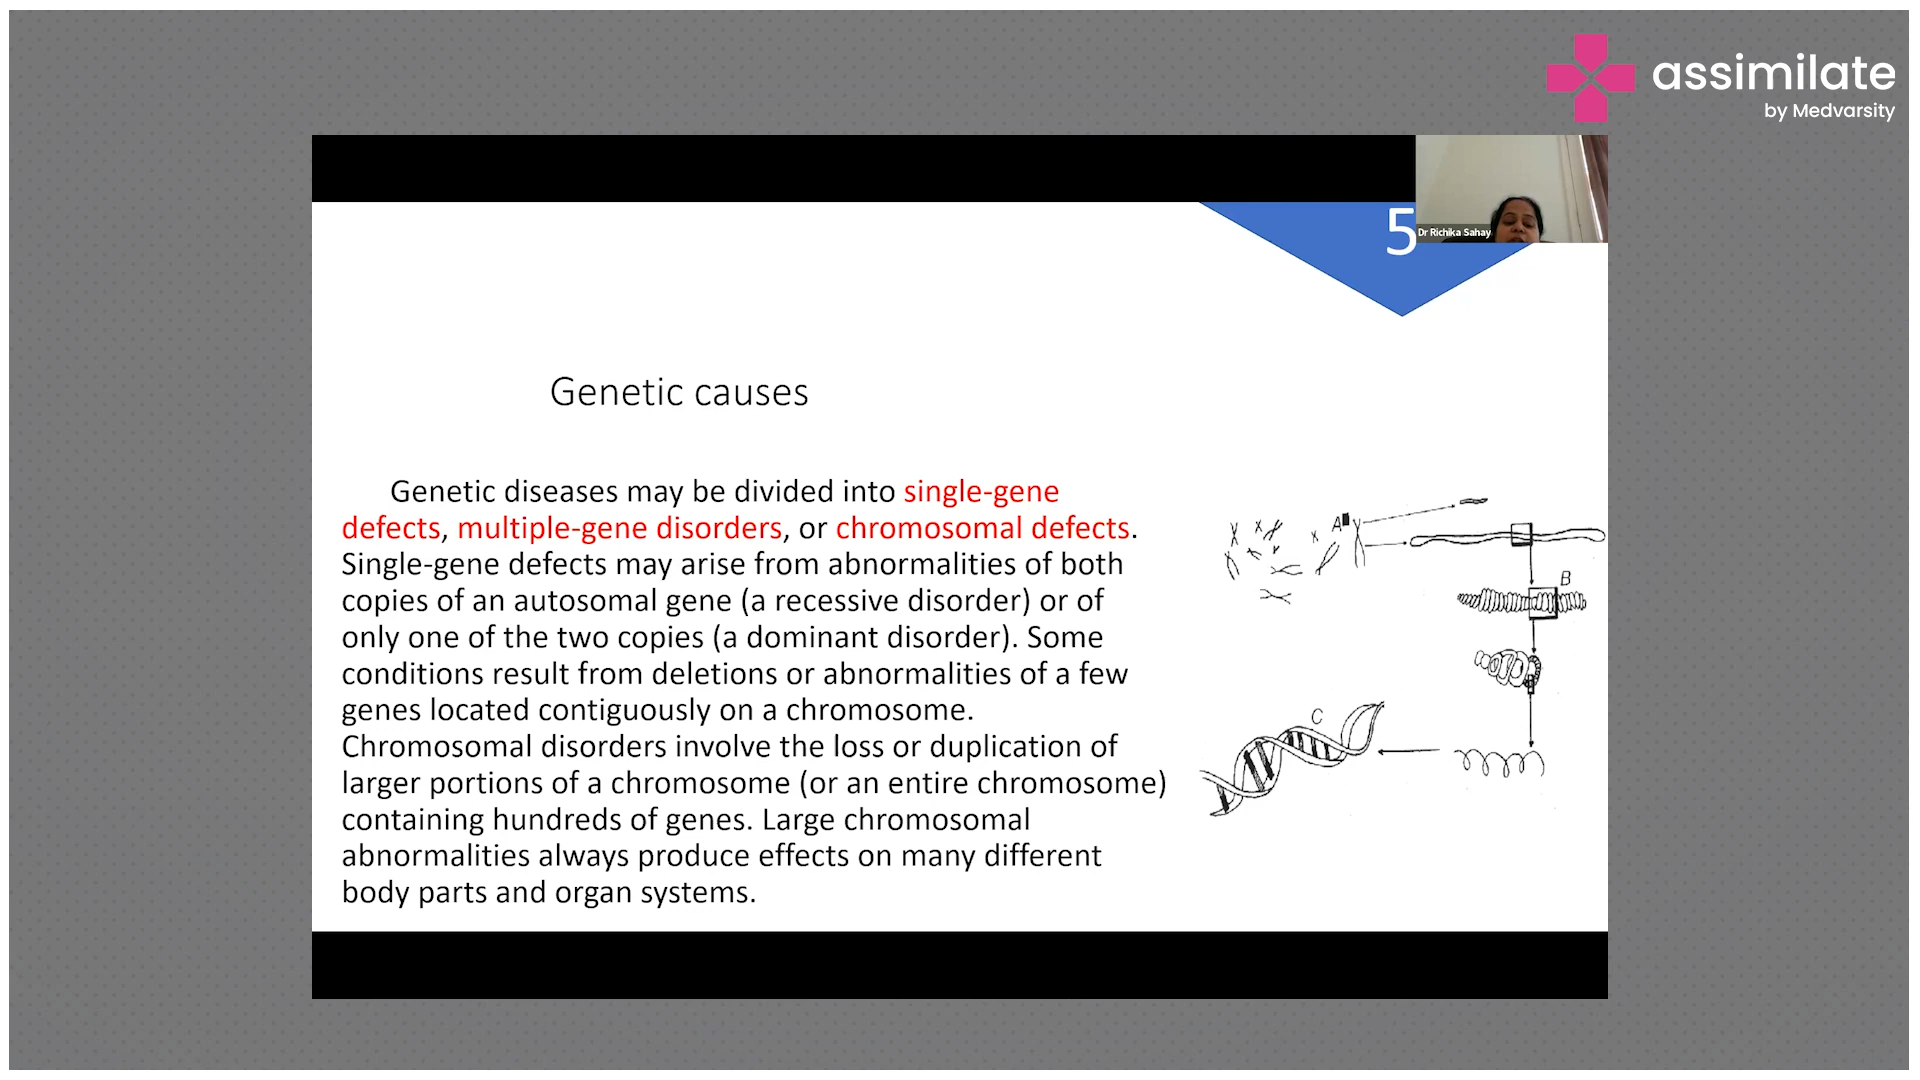 assimilate
by Medvarsity
5
Dr Richika Sahay
Genetic causes
Genetic diseases may be divided into single-gene
defects, multiple-gene disorders, or chromosomal defects.
Single-gene defects may arise from abnormalities of both
copies of an autosomal gene (a recessive disorder) or of
only one of the two copies (a dominant disorder). Some
conditions result from deletions or abnormalities of a few
genes located contiguously on a chromosome.
Chromosomal disorders involve the loss or duplication of
larger portions of a chromosome (or an entire chromosome)
containing hundreds of genes. Large chromosomal
abnormalities always produce effects on many different
body parts and organ systems.
A
B
C